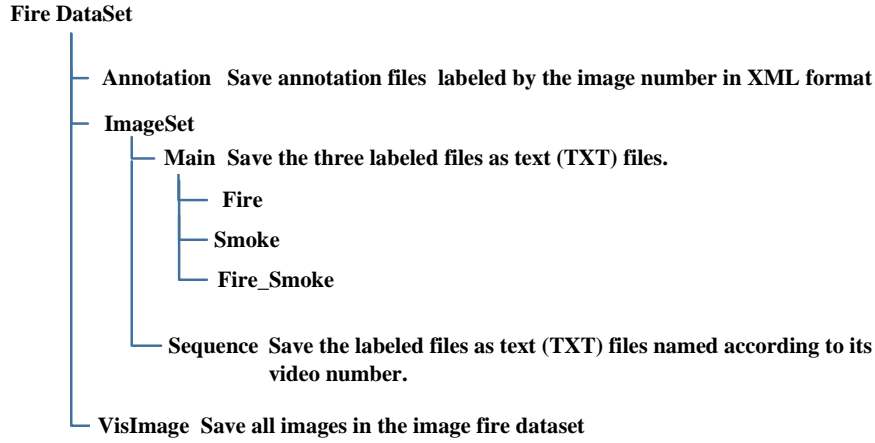 Fire DataSet
Annotation Save annotation files labeled by the image number in XML format
ImageSet
Main Save the three labeled files as text (TXT) files.
Fire
Smoke
Fire_Smoke
Sequence Save the labeled files as text (TXT) files named according to its
video number.
VisImage Save all images in the image fire dataset